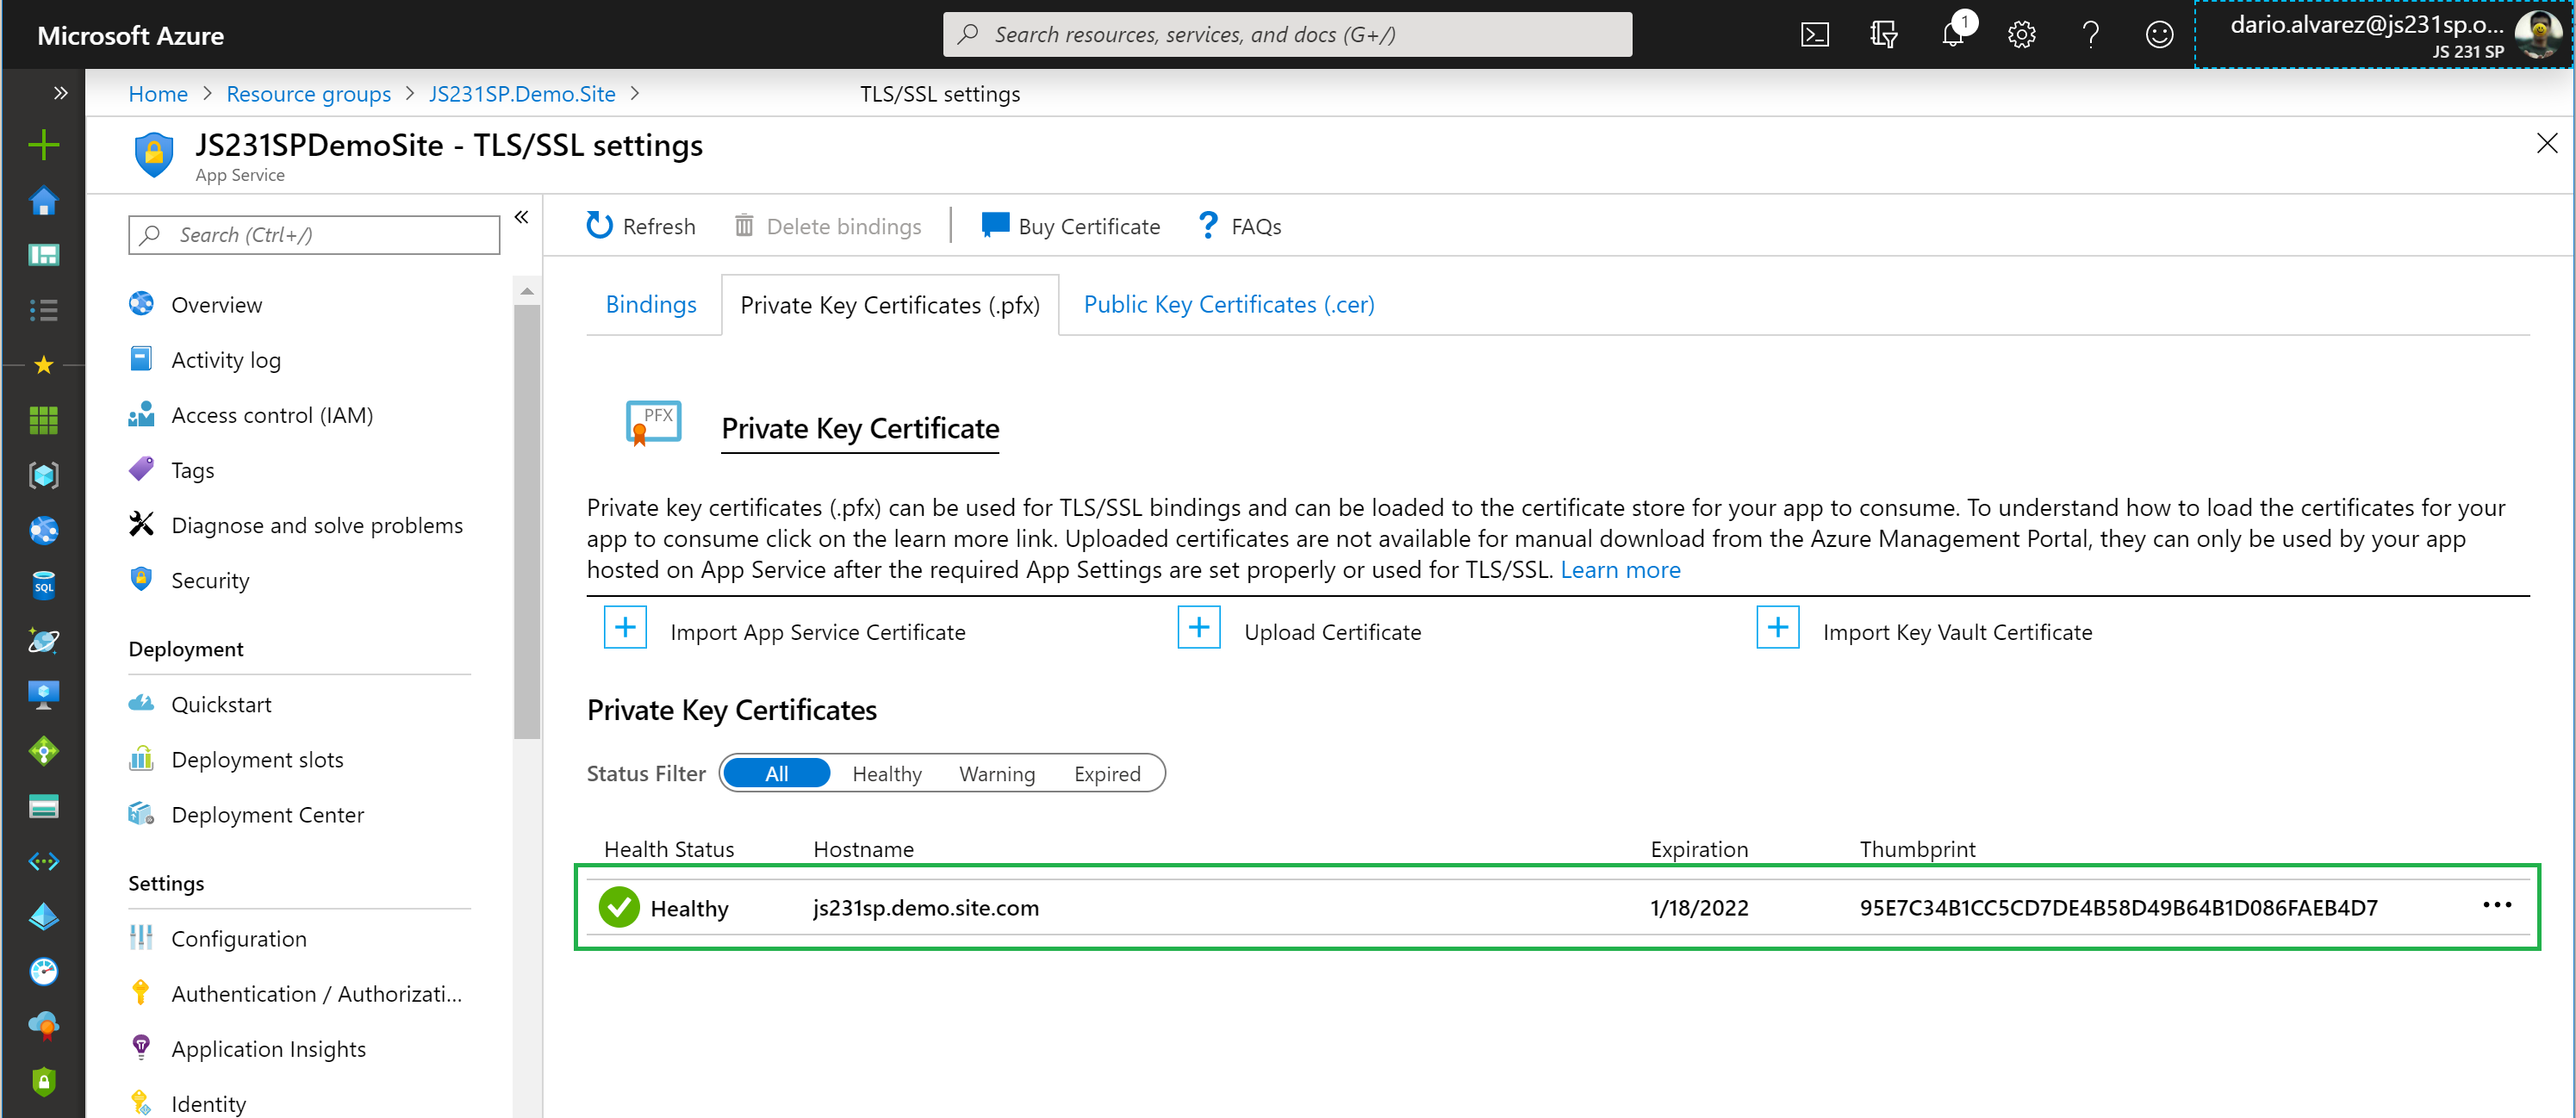 Microsoft Azure
Search resources, services, and docs (G+/)
1
dario.alvarez@js231sp.o...
JS 231 SP
Home > Resource groups > JS231SP.Demo.Site > TLS/SSL settings
JS231SPDemoSite - TLS/SSL settings
App Service
Search (Ctrl+/)
Overview
Activity log
Access control (IAM)
Tags
Diagnose and solve problems
Security
Deployment
Quickstart
Deployment slots
Deployment Center
Settings
Configuration
Authentication / Authorizati...
Application Insights
Identity
SQL
Refresh
Delete bindings
Buy Certificate
? FAQs
Bindings
Private Key Certificates (.pfx)
Public Key Certificates (.cer)
PFX
Private Key Certificate
Private key certificates (.pfx) can be used for TLS/SSL bindings and can be loaded to the certificate store for your app to consume. To understand how to load the certificates for your
app to consume click on the learn more link. Uploaded certificates are not available for manual download from the Azure Management Portal, they can only be used by your app
hosted on App Service after the required App Settings are set properly or used for TLS/SSL. Learn more
Import App Service Certificate
Upload Certificate
Import Key Vault Certificate
Private Key Certificates
Status Filter All Healthy Warning Expired
Health Status Hostname Expiration Thumbprint
Healthy js231sp.demo.site.com 1/18/2022 95E7C34B1CC5CD7DE4B58D49B64B1D086FAEB4D7 ...